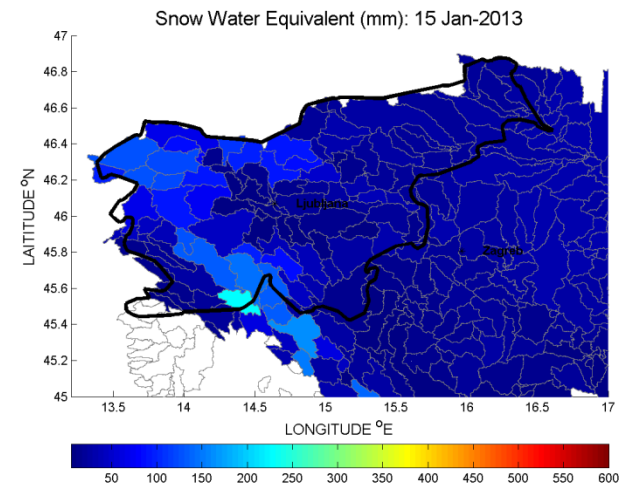 Snow Water Equivalent (mm): 15 Jan-2013
47
46.8
46.6
46.4
46.2
46
45.8
45.6
45.4
45.2
45
LAITITUDE ºN
Ljubljana
Zagreb
13.5 14 14.5 15 15.5 16 16.5 17
LONGITUDE ºE
50 100 150 200 250 300 350 400 450 500 550 600